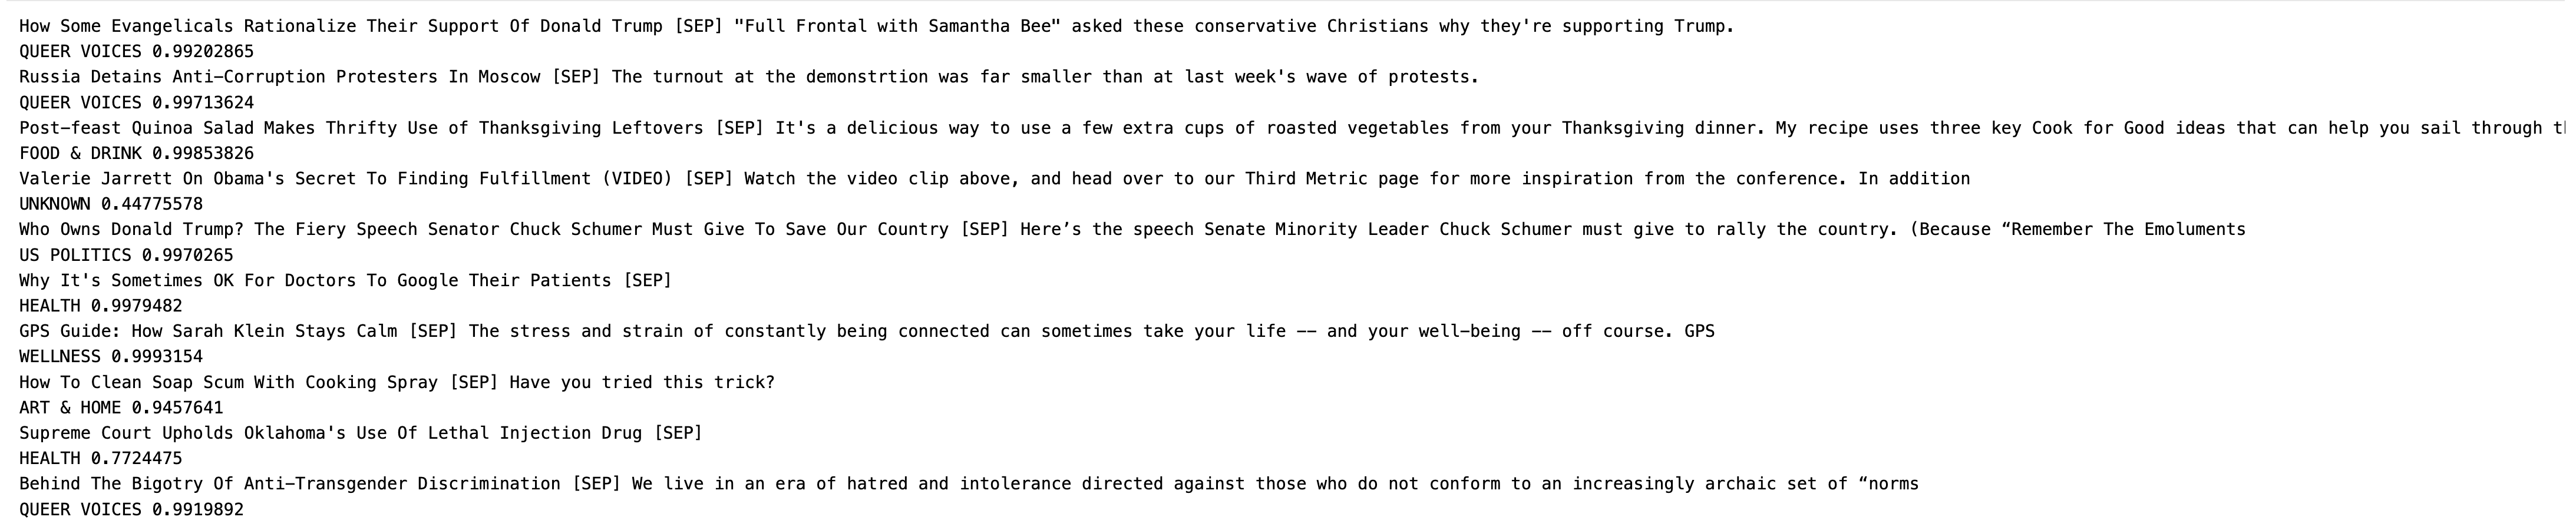 How Some Evangelicals Rationalize Their Support Of Donald Trump [SEP] "Full Frontal with Samantha Bee" asked these conservative Christians why they're supporting Trump.
QUEER VOICES 0.99202865
Russia Detains Anti-Corruption Protesters In Moscow [SEP] The turnout at the demonstrtion was far smaller than at last week's wave of protests.
QUEER VOICES 0.99713624
Post-feast Quinoa Salad Makes Thrifty Use of Thanksgiving Leftovers [SEP] It's a delicious way to use a few extra cups of roasted vegetables from your Thanksgiving dinner. My recipe uses three key Cook for Good ideas that can help you sail through
FOOD & DRINK 0.99853826
Valerie Jarrett On Obama's Secret To Finding Fulfillment (VIDEO) [SEP] Watch the video clip above, and head over to our Third Metric page for more inspiration from the conference. In addition
UNKNOWN 0.44775578
Who Owns Donald Trump? The Fiery Speech Senator Chuck Schumer Must Give To Save Our Country [SEP] Here’s the speech Senate Minority Leader Chuck Schumer must give to rally the country. (Because “Remember The Emoluments
US POLITICS 0.9970265
Why It's Sometimes OK For Doctors To Google Their Patients [SEP]
HEALTH 0.9979482
GPS Guide: How Sarah Klein Stays Calm [SEP] The stress and strain of constantly being connected can sometimes take your life -- and your well-being -- off course. GPS
WELLNESS 0.9993154
How To Clean Soap Scum With Cooking Spray [SEP] Have you tried this trick?
ART & HOME 0.9457641
Supreme Court Upholds Oklahoma's Use Of Lethal Injection Drug [SEP]
HEALTH 0.7724475
Behind The Bigotry Of Anti-Transgender Discrimination [SEP] We live in an era of hatred and intolerance directed against those who do not conform to an increasingly archaic set of “norms
QUEER VOICES 0.9919892